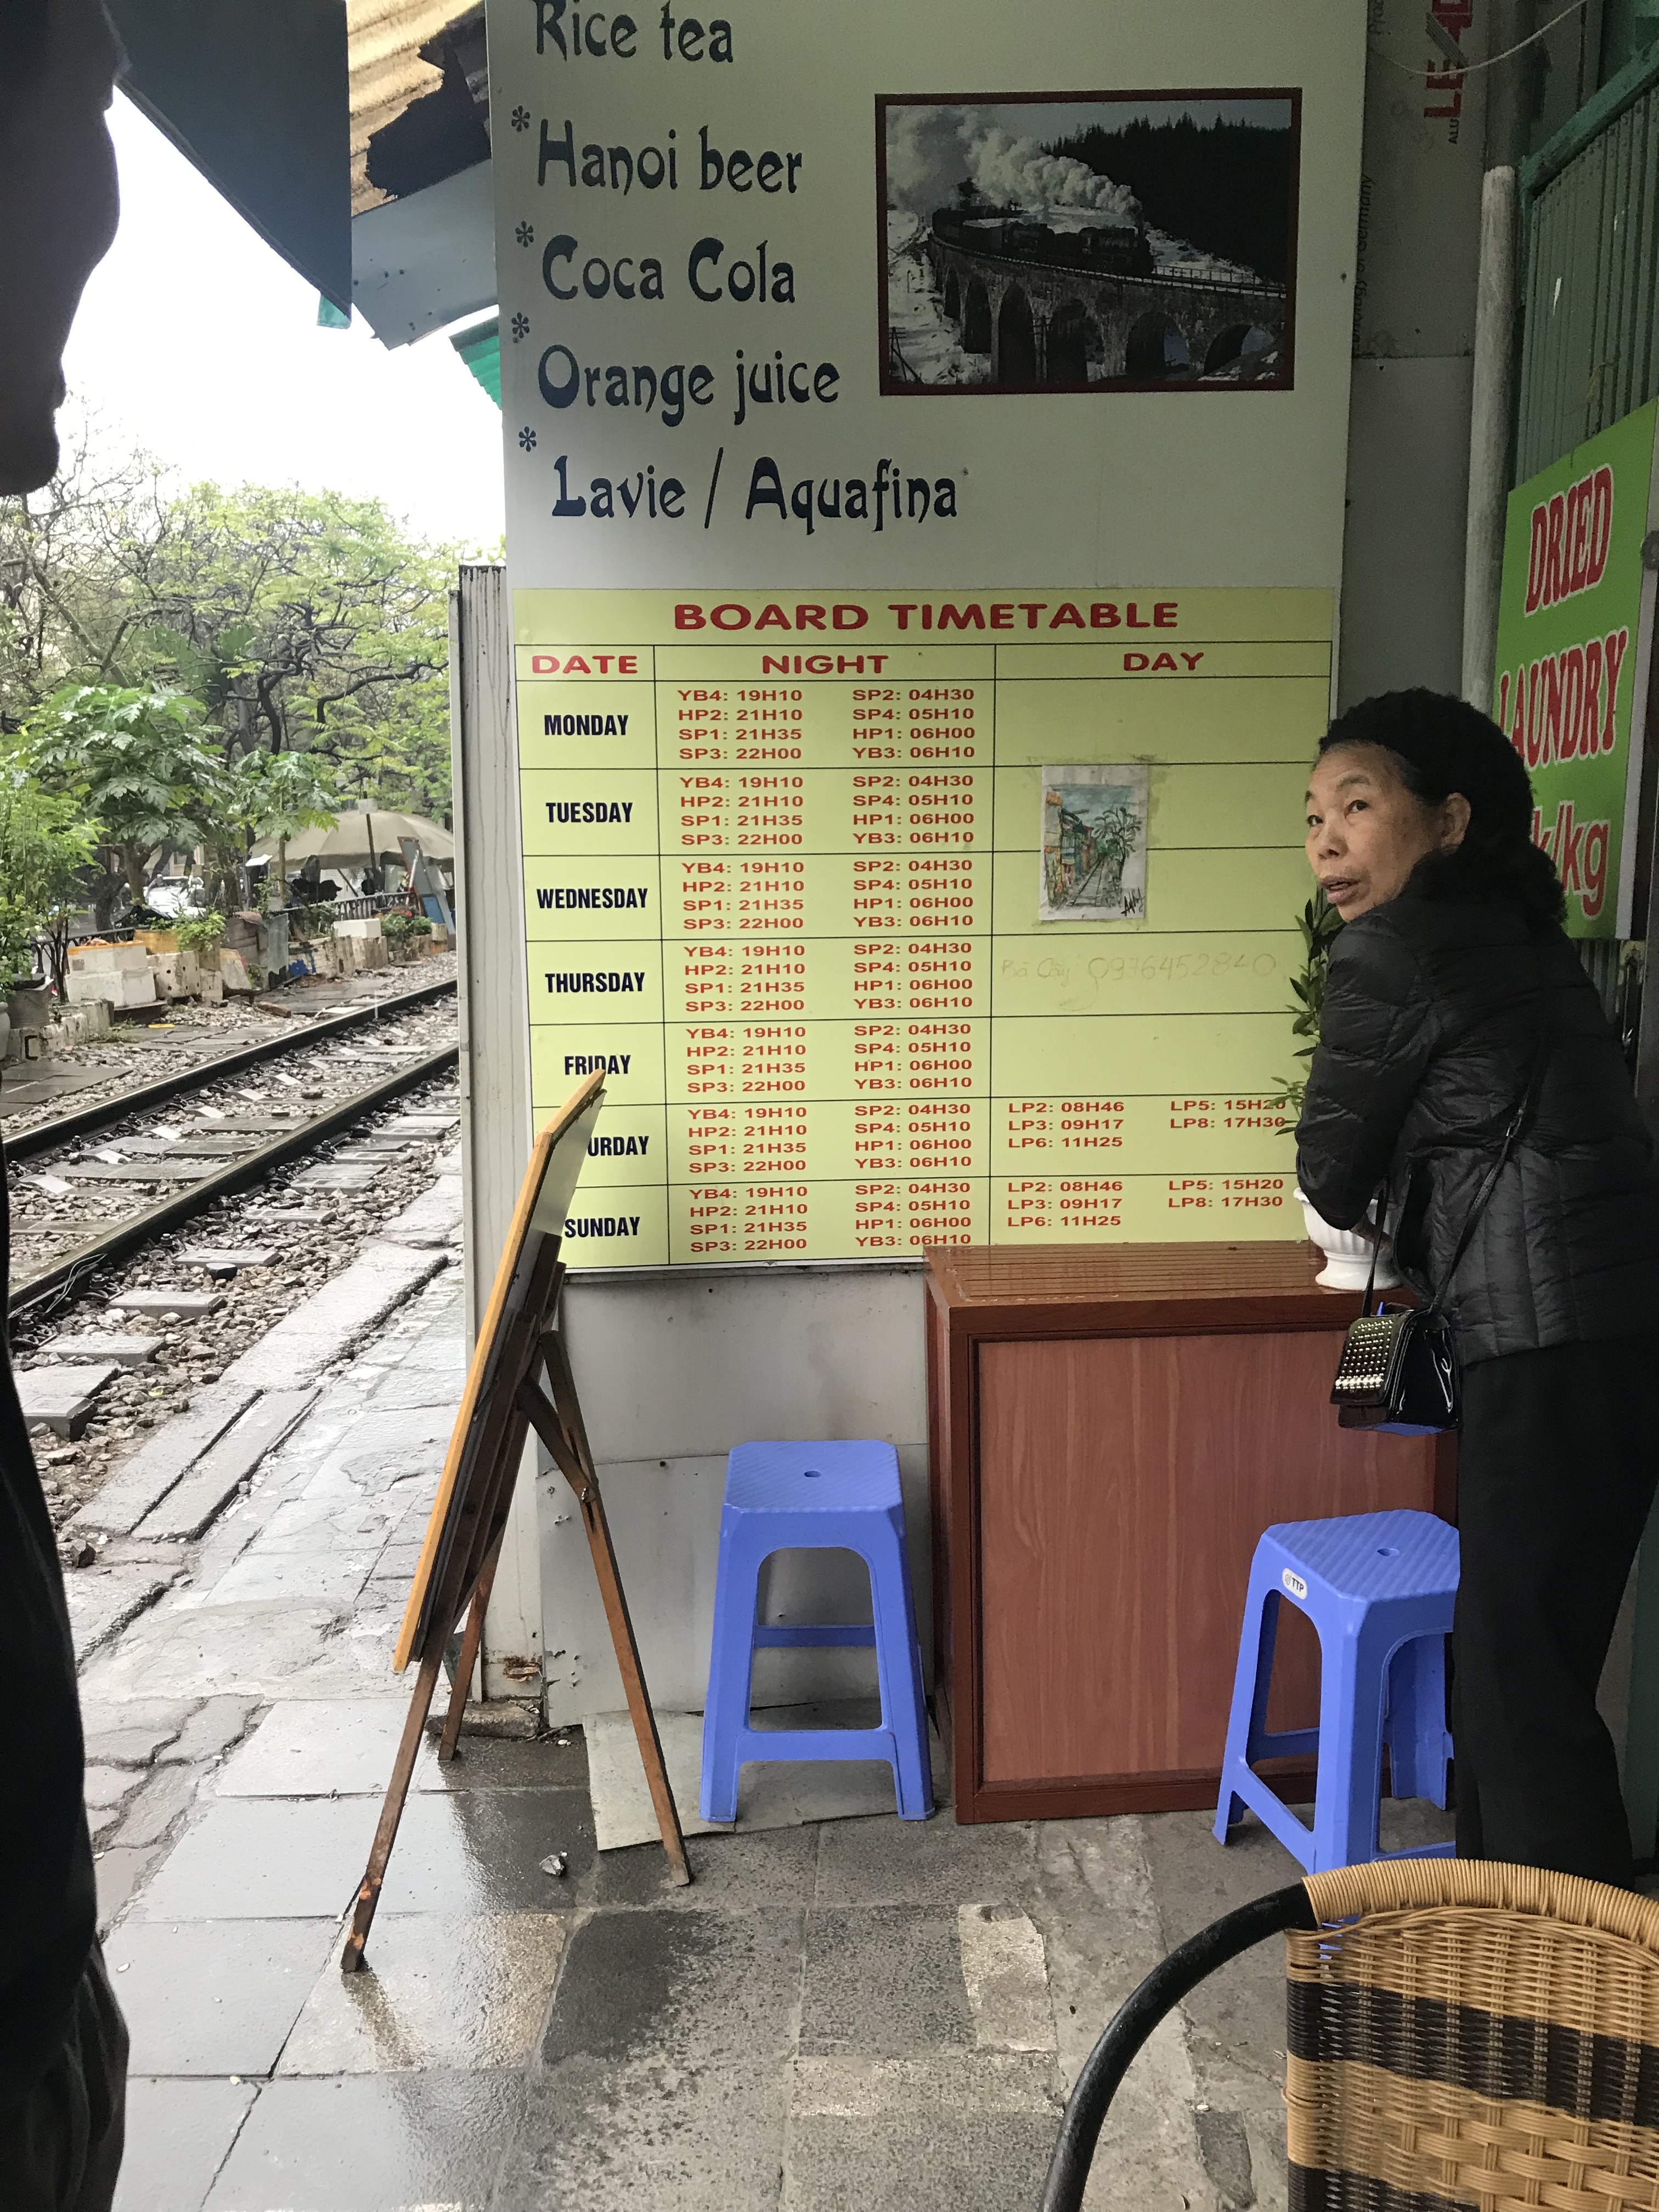 Rice tea
* Hanoi beer
* Coca Cola
* Orange juice
* Lavie / Aquafina
ALU
DRIED
LAUNDRY
k/kg
BOARD TIMETABLE
DATE NIGHT DAY
MONDAY
YB4: 19H10 SP2: 04H30
HP2: 21H10 SP4: 05H10
SP1: 21H35 HP1: 06H00
SP3: 22H00 YB3: 06H10
TUESDAY
YB4: 19H10 SP2: 04H30
HP2: 21H10 SP4: 05H10
SP1: 21H35 HP1: 06H00
SP3: 22H00 YB3: 06H10
WEDNESDAY
YB4: 19H10 SP2: 04H30
HP2: 21H10 SP4: 05H10
SP1: 21H35 HP1: 06H00
SP3: 22H00 YB3: 06H10
THURSDAY
YB4: 19H10 SP2: 04H30
HP2: 21H10 SP4: 05H10
SP1: 21H35 HP1: 06H00
SP3: 22H00 YB3: 06H10
0976452840
FRIDAY
YB4: 19H10 SP2: 04H30
HP2: 21H10 SP4: 05H10
SP1: 21H35 HP1: 06H00
SP3: 22H00 YB3: 06H10
URDAY
YB4: 19H10 SP2: 04H30 LP2: 08H46 LP5: 15H20
HP2: 21H10 SP4: 05H10 LP3: 09H17 LP8: 17H30
SP1: 21H35 HP1: 06H00 LP6: 11H25
SP3: 22H00 YB3: 06H10
SUNDAY
YB4: 19H10 SP2: 04H30 LP2: 08H46 LP5: 15H20
HP2: 21H10 SP4: 05H10 LP3: 09H17 LP8: 17H30
SP1: 21H35 HP1: 06H00 LP6: 11H25
SP3: 22H00 YB3: 06H10
TTP